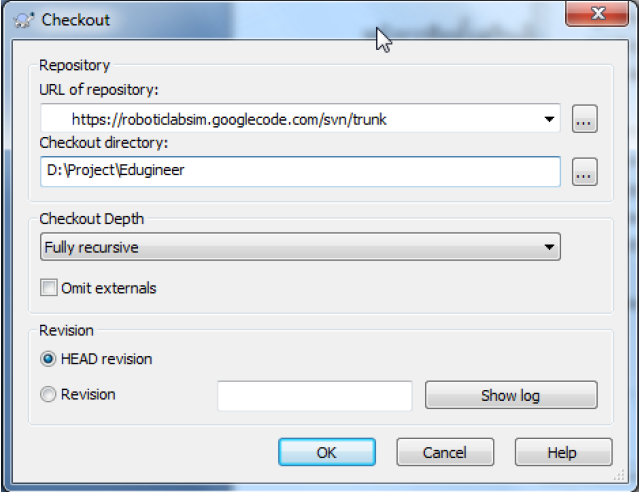 Checkout
Repository
URL of repository:
https://roboticlabsim.googlecode.com/svn/trunk
...
Checkout directory:
D:\Project\Edugineer
...
Checkout Depth
Fully recursive
Omit externals
Revision
HEAD revision
Revision
Show log
OK Cancel Help